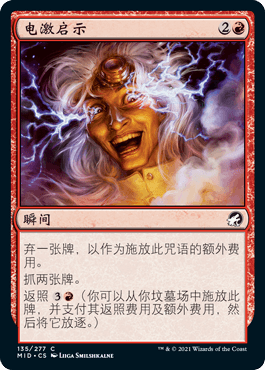 电激启示 2
瞬间
弃一张牌，以作为施放此咒语的额外费
用。
抓两张牌。
返照 3 （你可以从你坟墓场中施放此
牌，并支付其返照费用及额外费用，然
后将它放逐。）
135/277 C
MID • CS LIIGA SMILSHKALNE
™ & © 2021 Wizards of the Coast